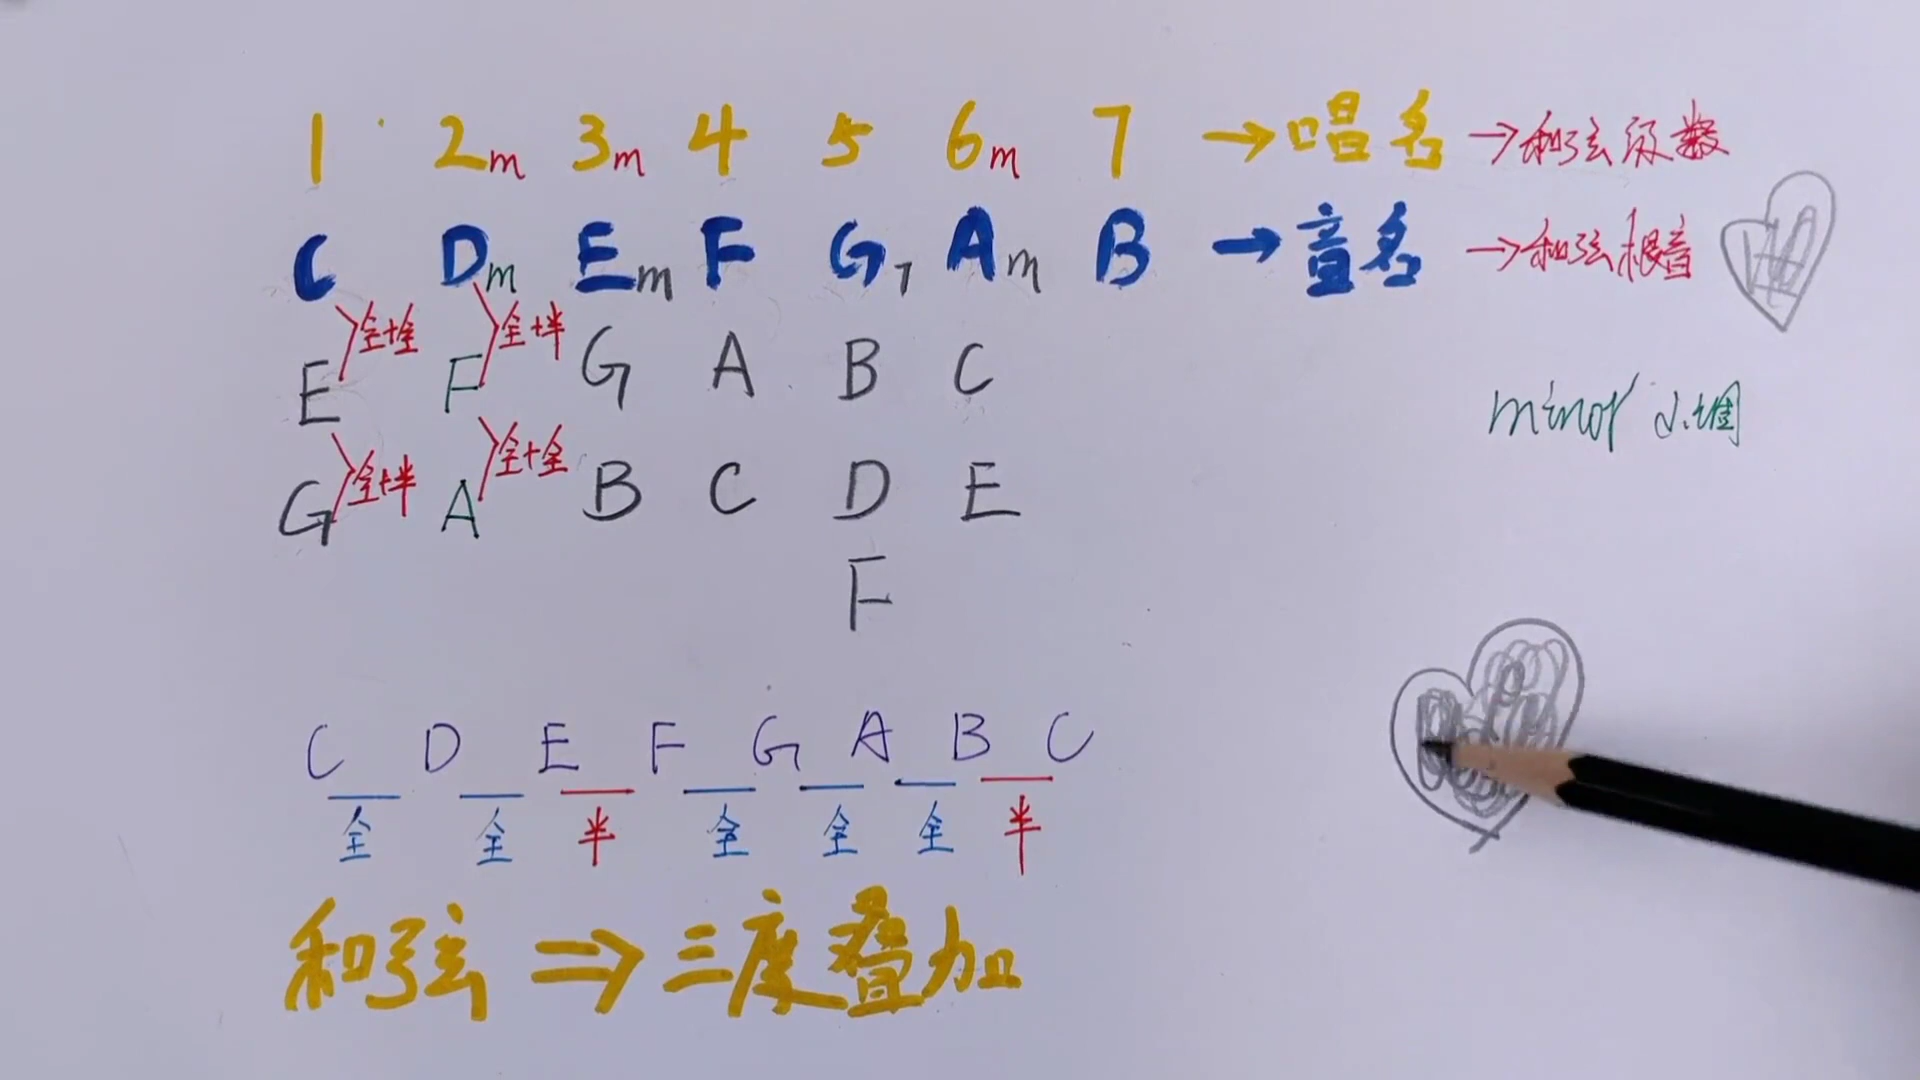 1 2m 3m 4 5 6m 7 → 唱名 → 和弦级数
C Dm Em F G7 Am B → 音名 → 和弦根音
全+全 全+半
E F G A B C
minor 小调
全+半 全+全
G A B C D E
F
C D E F G A B C
全 全 半 全 全 全 半
和弦 ⇒ 三度叠加